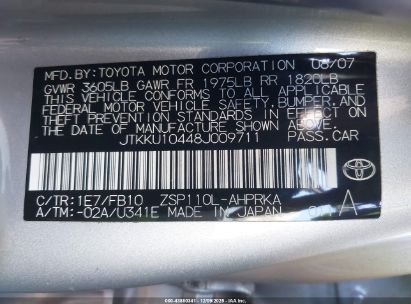 MFD.BY:TOYOTA MOTOR CORPORATION 08/07
GVWR 3605LB GAWR FR 1975LB RR 1820LB
THIS VEHICLE CONFORMS TO ALL APPLICABLE
FEDERAL MOTOR VEHICLE SAFETY, BUMPER, AND
THEFT PREVENTION STANDARDS IN EFFECT ON
THE DATE OF MANUFACTURE SHOWN ABOVE.
JTKKU10448J009711 PASS.CAR
C/TR:1E7/FB10 ZSP110L-AHPRKA
A/TM:-02A/U341E MADE IN JAPAN A
TOYOTA